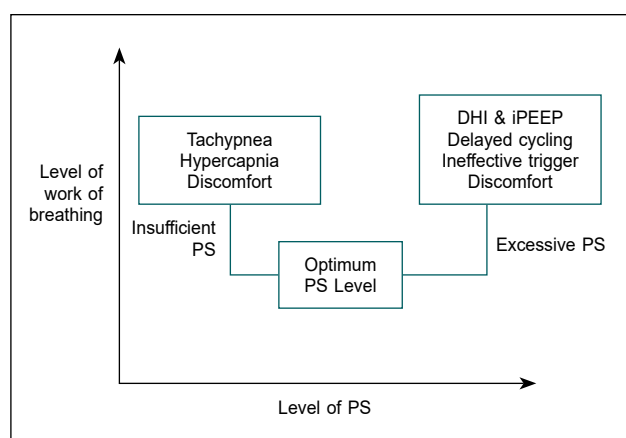 Level of
work of
breathing
Tachypnea
Hypercapnia
Discomfort
Insufficient
PS
Optimum
PS Level
DHI & iPEEP
Delayed cycling
Ineffective trigger
Discomfort
Excessive PS
Level of PS